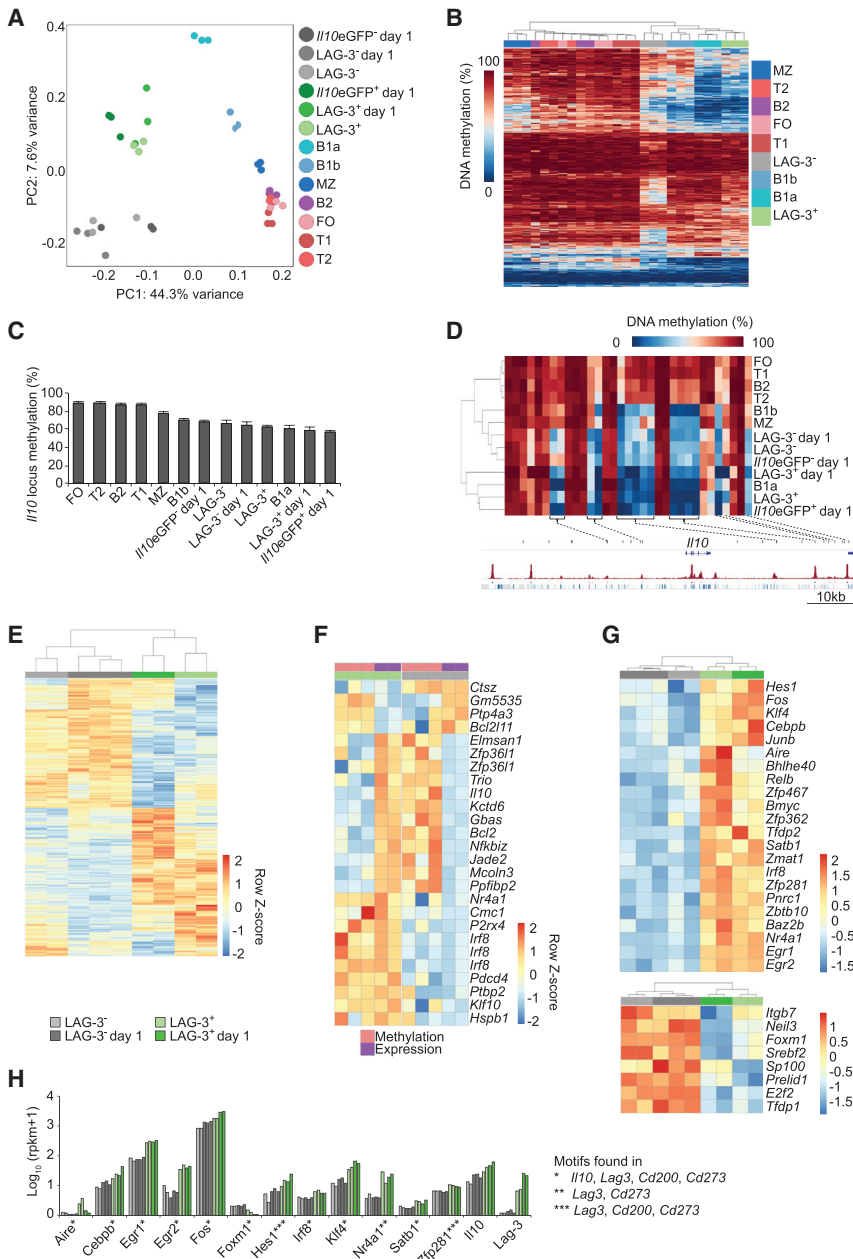 A
PC2: 7.6% variance
0.4
0.2
0.0
-0.2
-0.2
-0.1
0.0
0.1
0.2
PC1: 44.3% variance
Il10eGFP- day 1
LAG-3- day 1
LAG-3-
Il10eGFP+ day 1
LAG-3+ day 1
LAG-3+
B1a
B1b
MZ
B2
FO
T1
T2
B
DNA methylation (%)
100
0
MZ
T2
B2
FO
T1
LAG-3-
B1b
B1a
LAG-3+
C
Il10 locus methylation (%)
100
80
60
40
20
0
FO
T2
B2
T1
MZ
B1b
Il10eGFP- day 1
LAG-3-
LAG-3- day 1
LAG-3+
B1a
LAG-3+ day 1
Il10eGFP+ day 1
D
DNA methylation (%)
0
100
FO
T1
B2
T2
B1b
MZ
LAG-3- day 1
LAG-3-
Il10eGFP- day 1
LAG-3+ day 1
B1a
LAG-3+
Il10eGFP+ day 1
Il10
10kb
E
2
1
0
-1
-2
Row Z-score
LAG-3-
LAG-3- day 1
LAG-3+
LAG-3+ day 1
F
Ctsz
Gm5535
Ptp4a3
Bcl2l11
Elmsan1
Zfp36l1
Zfp36l1
Trio
Il10
Kctd6
Gbas
Bcl2
Nfkbiz
Jade2
Mcoln3
Ppfibp2
Nr4a1
Cmc1
P2rx4
Irf8
Irf8
Irf8
Pdcd4
Ptbp2
Klf10
Hspb1
2
1
0
-1
-2
Row Z-score
Methylation
Expression
G
Hes1
Fos
Klf4
Cebpb
Junb
Aire
Bhlhe40
Relb
Zfp467
Bmyc
Zfp362
Tfdp2
Satb1
Zmat1
Irf8
Zfp281
Pnrc1
Zbtb10
Baz2b
Nr4a1
Egr1
Egr2
2
1.5
1
0.5
0
-0.5
-1
-1.5
Itgb7
Neil3
Foxm1
Srebf2
Sp100
Prelid1
E2f2
Tfdp1
1.5
1
0.5
0
-0.5
-1
-1.5
H
Log10 (rpkm+1)
4
3
2
1
0
Aire*
Cebpb*
Egr1*
Egr2*
Fos*
Foxm1*
Hes1***
Irf8*
Klf4*
Nr4a1**
Satb1*
Zfp281***
Il10
Lag-3
Motifs found in
* Il10, Lag3, Cd200, Cd273
** Lag3, Cd273
*** Lag3, Cd200, Cd273